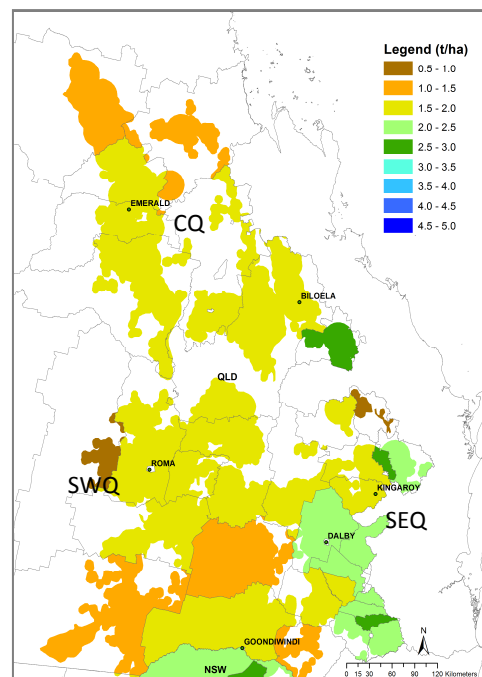 Legend (t/ha)
0.5 - 1.0
1.0 - 1.5
1.5 - 2.0
2.0 - 2.5
2.5 - 3.0
3.0 - 3.5
3.5 - 4.0
4.0 - 4.5
4.5 - 5.0
EMERALD
CQ
BILOELA
QLD
ROMA
SWQ
KINGAROY
SEQ
DALBY
GOONDIWINDI
N
NSW
0 15 30 60 90 120 Kilometers